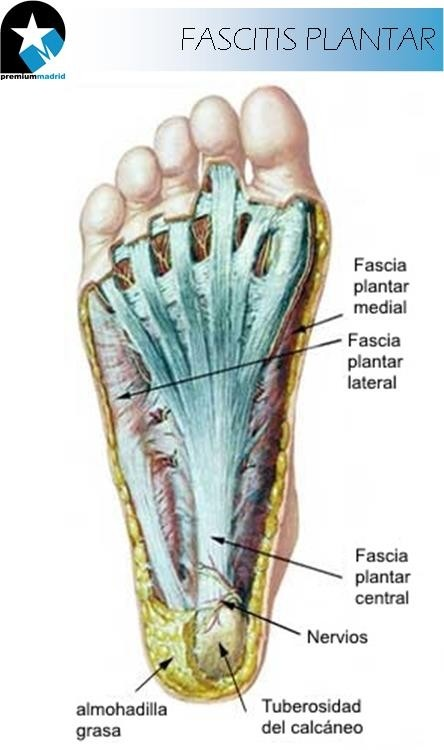 FASCITIS PLANTAR
premiummadrid
Fascia
plantar
medial
Fascia
plantar
lateral
Fascia
plantar
central
Nervios
almohadilla
grasa
Tuberosidad
del calcáneo